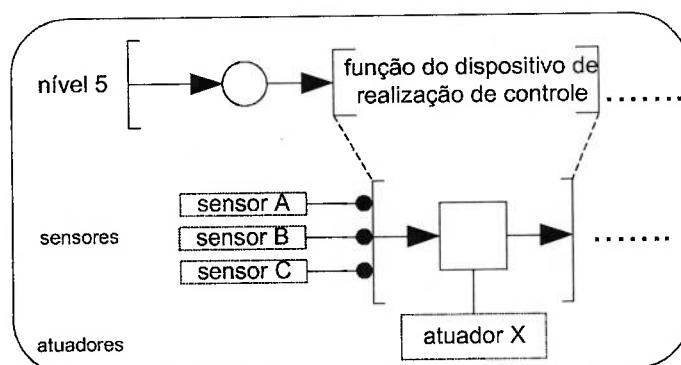 nível 5
função do dispositivo de
realização de controle
sensores
sensor A
sensor B
sensor C
atuadores
atuador X